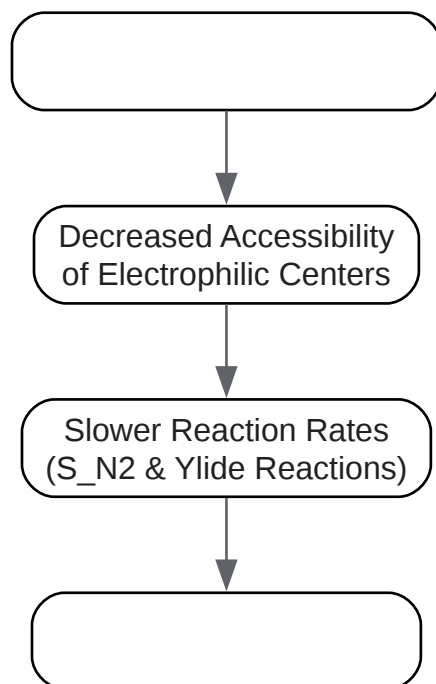 Decreased Accessibility
of Electrophilic Centers
Slower Reaction Rates
(S_N2 & Ylide Reactions)